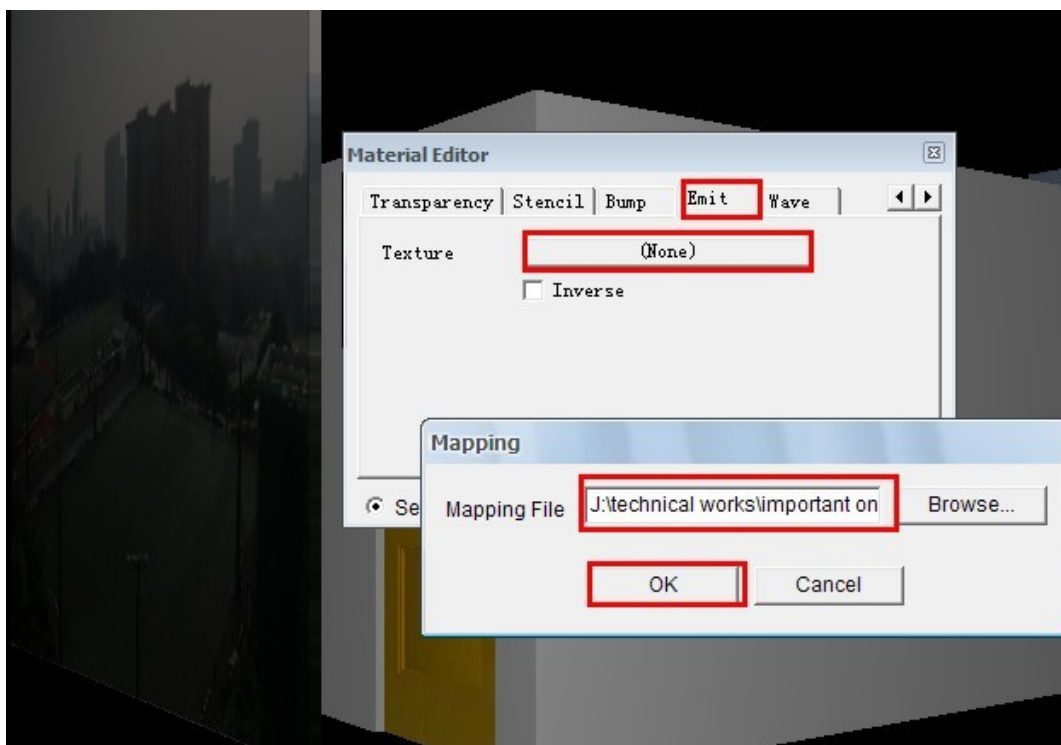 Material Editor
Transparency Stencil Bump Emit Wave
Texture (None)
Inverse
Mapping
Se
Mapping File J:\technical works\important on Browse...
OK Cancel